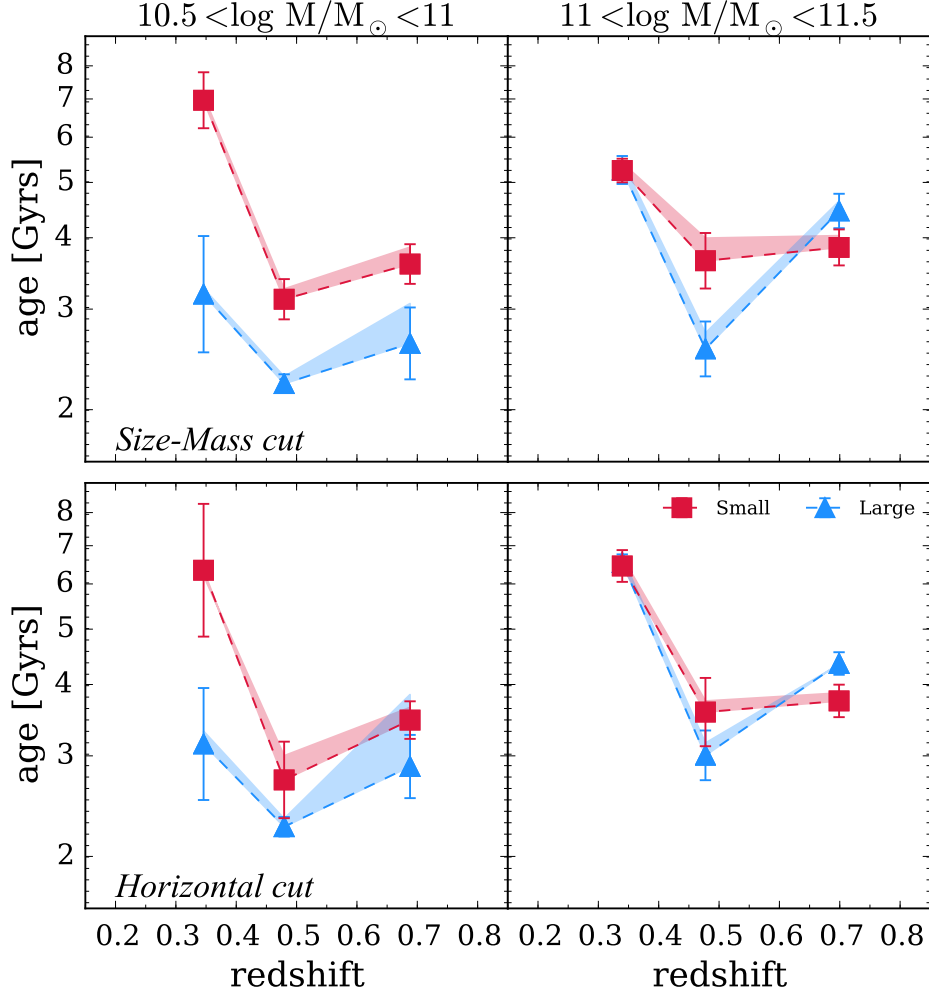 10.5 <log M/M☉ <11
11 <log M/M☉ <11.5
8
7
6
5
4
3
2
age [Gyrs]
Size-Mass cut
8
7
6
5
4
3
2
age [Gyrs]
Small
Large
Horizontal cut
0.2 0.3 0.4 0.5 0.6 0.7 0.8
0.2 0.3 0.4 0.5 0.6 0.7 0.8
redshift
redshift